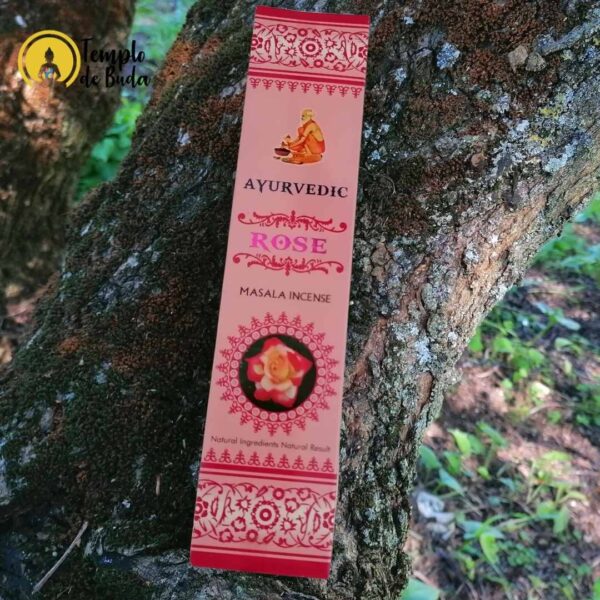 Templo
de Buda
AYURVEDIC
ROSE
MASALA INCENSE
Natural Ingredients Natural Result